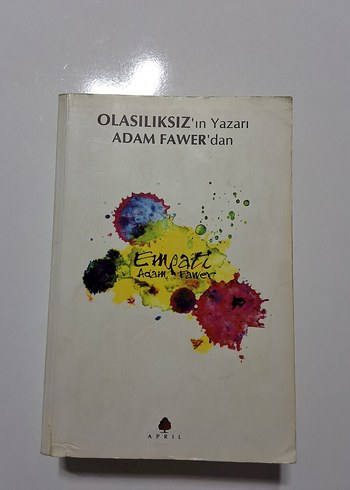 OLASILIKSIZ'ın Yazarı
ADAM FAWER'dan
Empati
Adam Fawer
APRIL